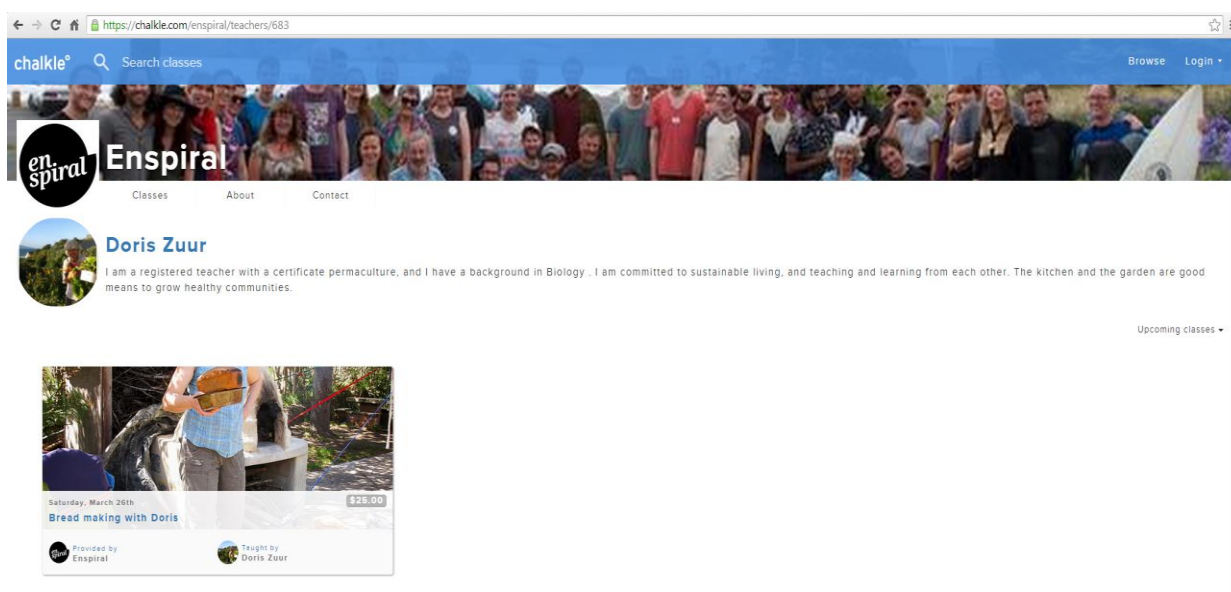 https://chalkle.com/enspiral/teachers/683
chalkle° Search classes Browse Login
en.
spiral
Enspiral
Classes About Contact
Doris Zuur
I am a registered teacher with a certificate permaculture, and I have a background in Biology . I am committed to sustainable living, and teaching and learning from each other. The kitchen and the garden are good
means to grow healthy communities.
Upcoming classes
Saturday, March 26th $25.00
Bread making with Doris
Provided by Taught by
Enspiral Doris Zuur